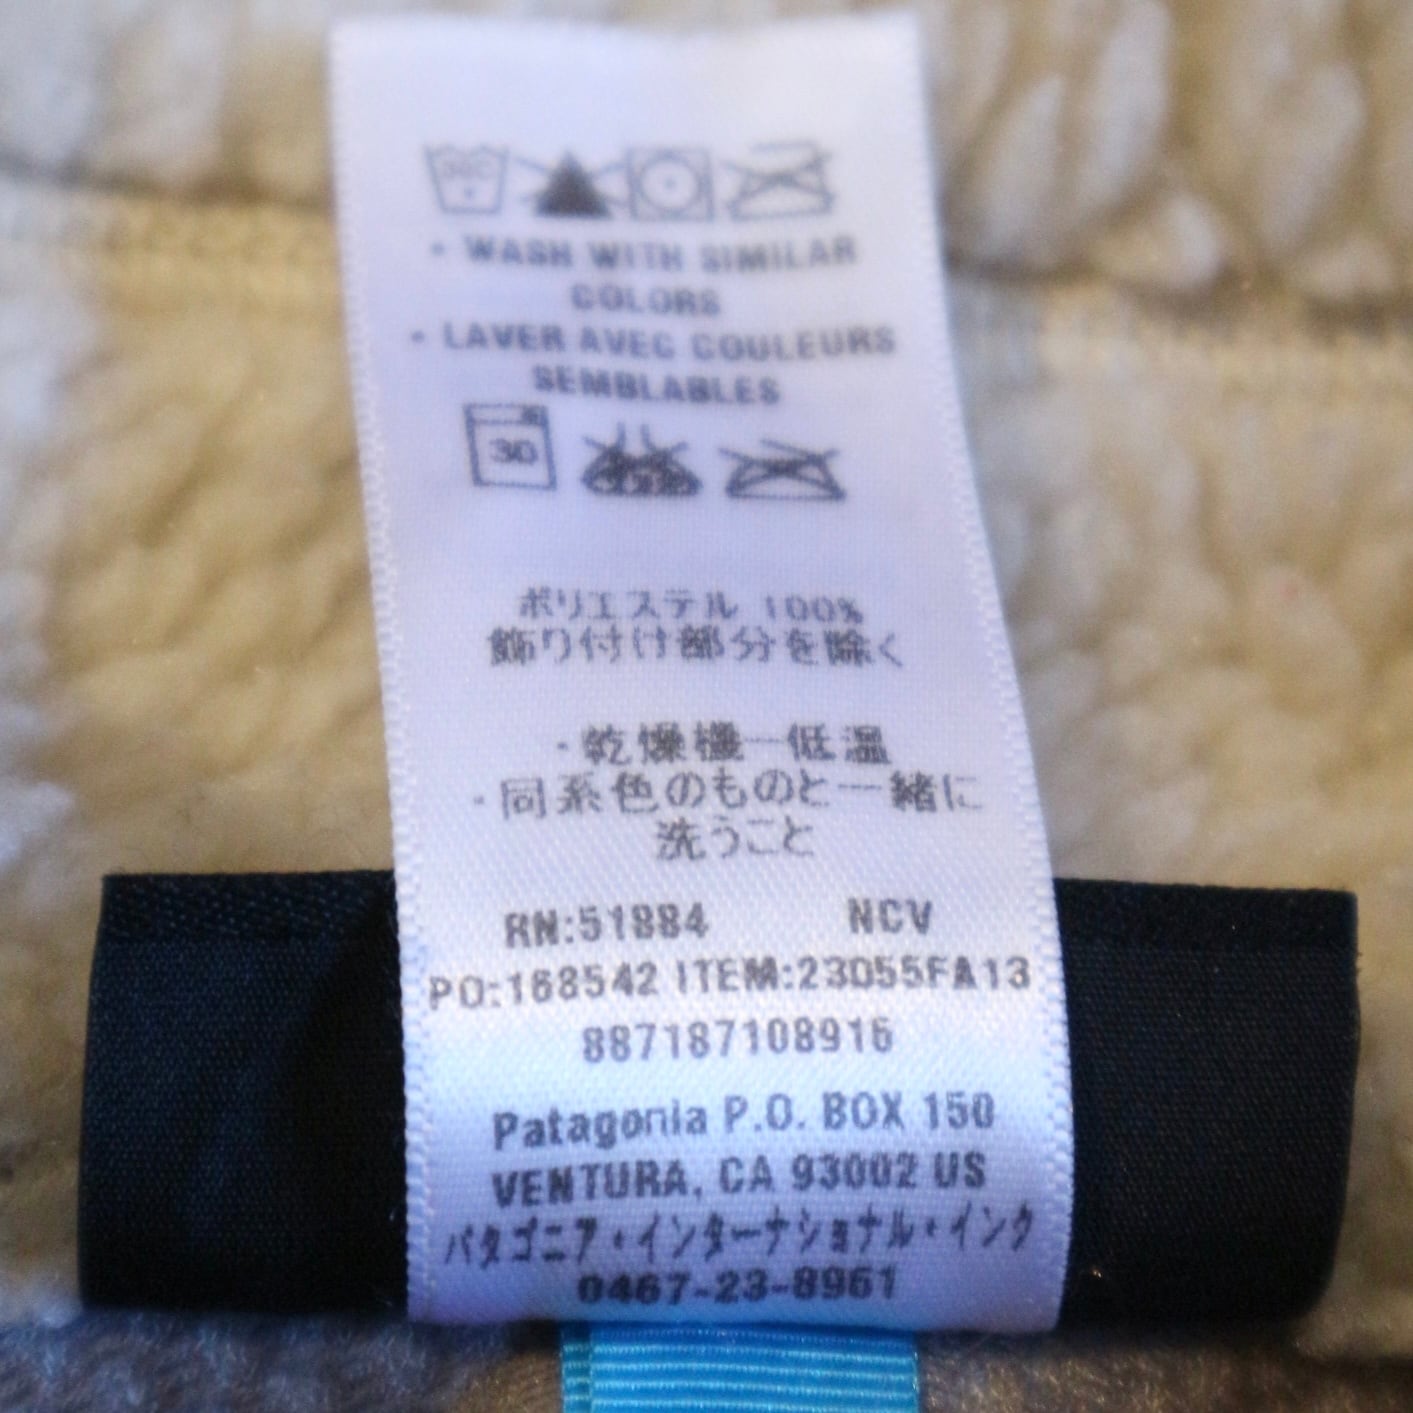 • WASH WITH SIMILAR
COLORS
• LAVER AVEC COULEURS
SEMBLABLES
30
ポリエステル 100%
飾り付け部分を除く
・乾燥機一低温
・同系色のものと一緒に
洗うこと
RN:51884 NCV
PO:168542 ITEM:23055FA13
887187108916
Patagonia P.O. BOX 150
VENTURA, CA 93002 US
パタゴニア・インターナショナル・インク
0467-23-8961